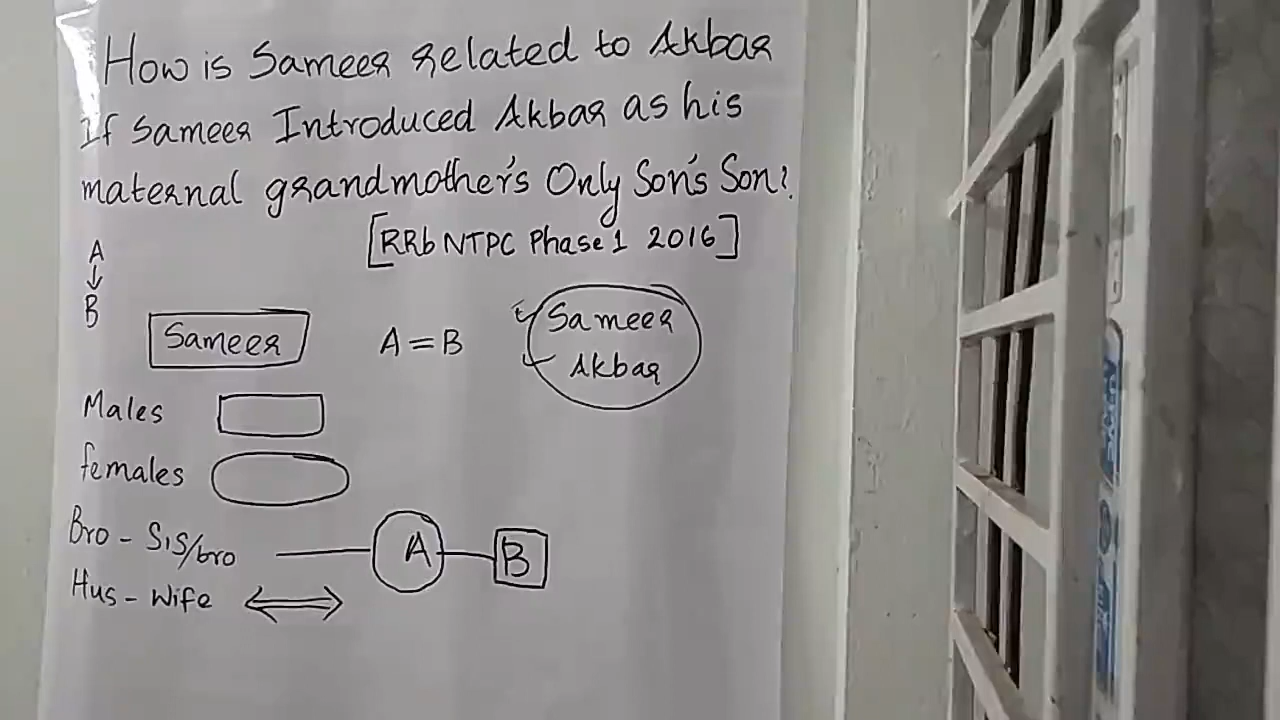 How is Sameer related to Akbar
If Sameer Introduced Akbar as his
maternal grandmother's Only Son's Son?
[RRb NTPC Phase 1 2016]
A
↓
B
Sameer
A = B
Sameer
Akbar
Males
females
Bro - Sis/bro
A
B
Hus - Wife